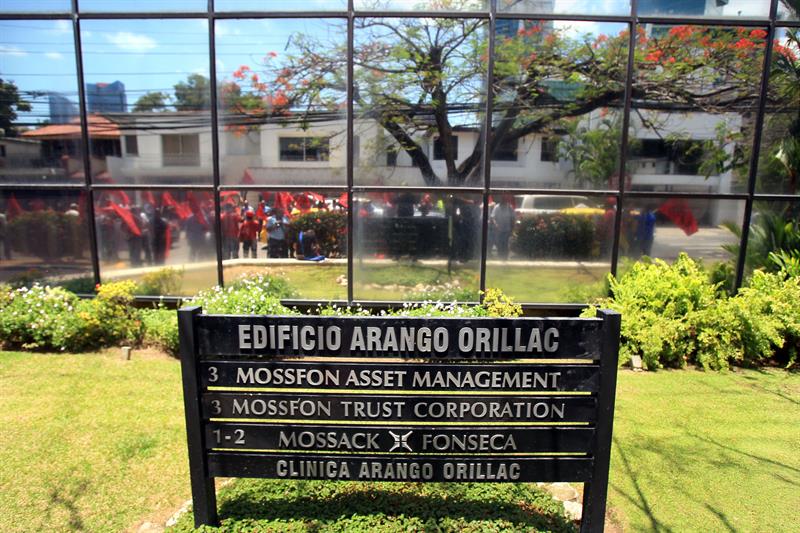 EDIFICIO ARANGO ORILLAC
3 MOSSFON ASSET MANAGEMENT
3 MOSSFON TRUST CORPORATION
1-2 MOSSACK FONSECA
CLINICA ARANGO ORILLAC